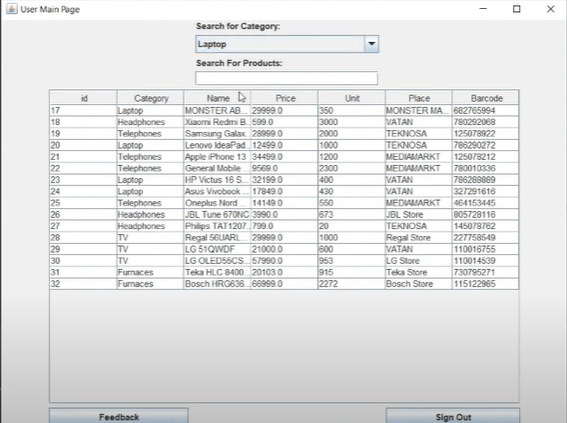 User Main Page
Search for Category:
Laptop
Search For Products:
id Category Name Price Unit Place Barcode
17 Laptop MONSTER AB... 29999.0 350 MONSTER MA... 682765994
18 Headphones Xiaomi Redmi B... 599.0 3000 VATAN 780292068
19 Telephones Samsung Galax... 28999.0 2000 TEKNOSA 125078922
20 Laptop Lenovo IdeaPad... 12499.0 1000 TEKNOSA 786290272
21 Telephones Apple iPhone 13 34499.0 1200 MEDIAMARKT 125078212
22 Telephones General Mobile ... 9569.0 2300 MEDIAMARKT 780010336
23 Laptop HP Victus 16 S... 32199.0 400 VATAN 786288889
24 Laptop Asus Vivobook ... 17849.0 430 VATAN 327291616
25 Telephones Oneplus Nord ... 14149.0 550 MEDIAMARKT 464153445
26 Headphones JBL Tune 670NC 3990.0 673 JBL Store 805728116
27 Headphones Philips TAT1207... 799.0 20 TEKNOSA 145078762
28 TV Regal 56UARL... 29999.0 1000 Regal Store 227758549
29 TV LG 51QWDF 21000.0 600 VATAN 110016755
30 TV LG OLED55CS... 57990.0 953 LG Store 110014539
31 Furnaces Teka HLC 8400... 20103.0 915 Teka Store 730795271
32 Furnaces Bosch HRG636... 66999.0 2272 Bosch Store 115122985
Feedback Sign Out